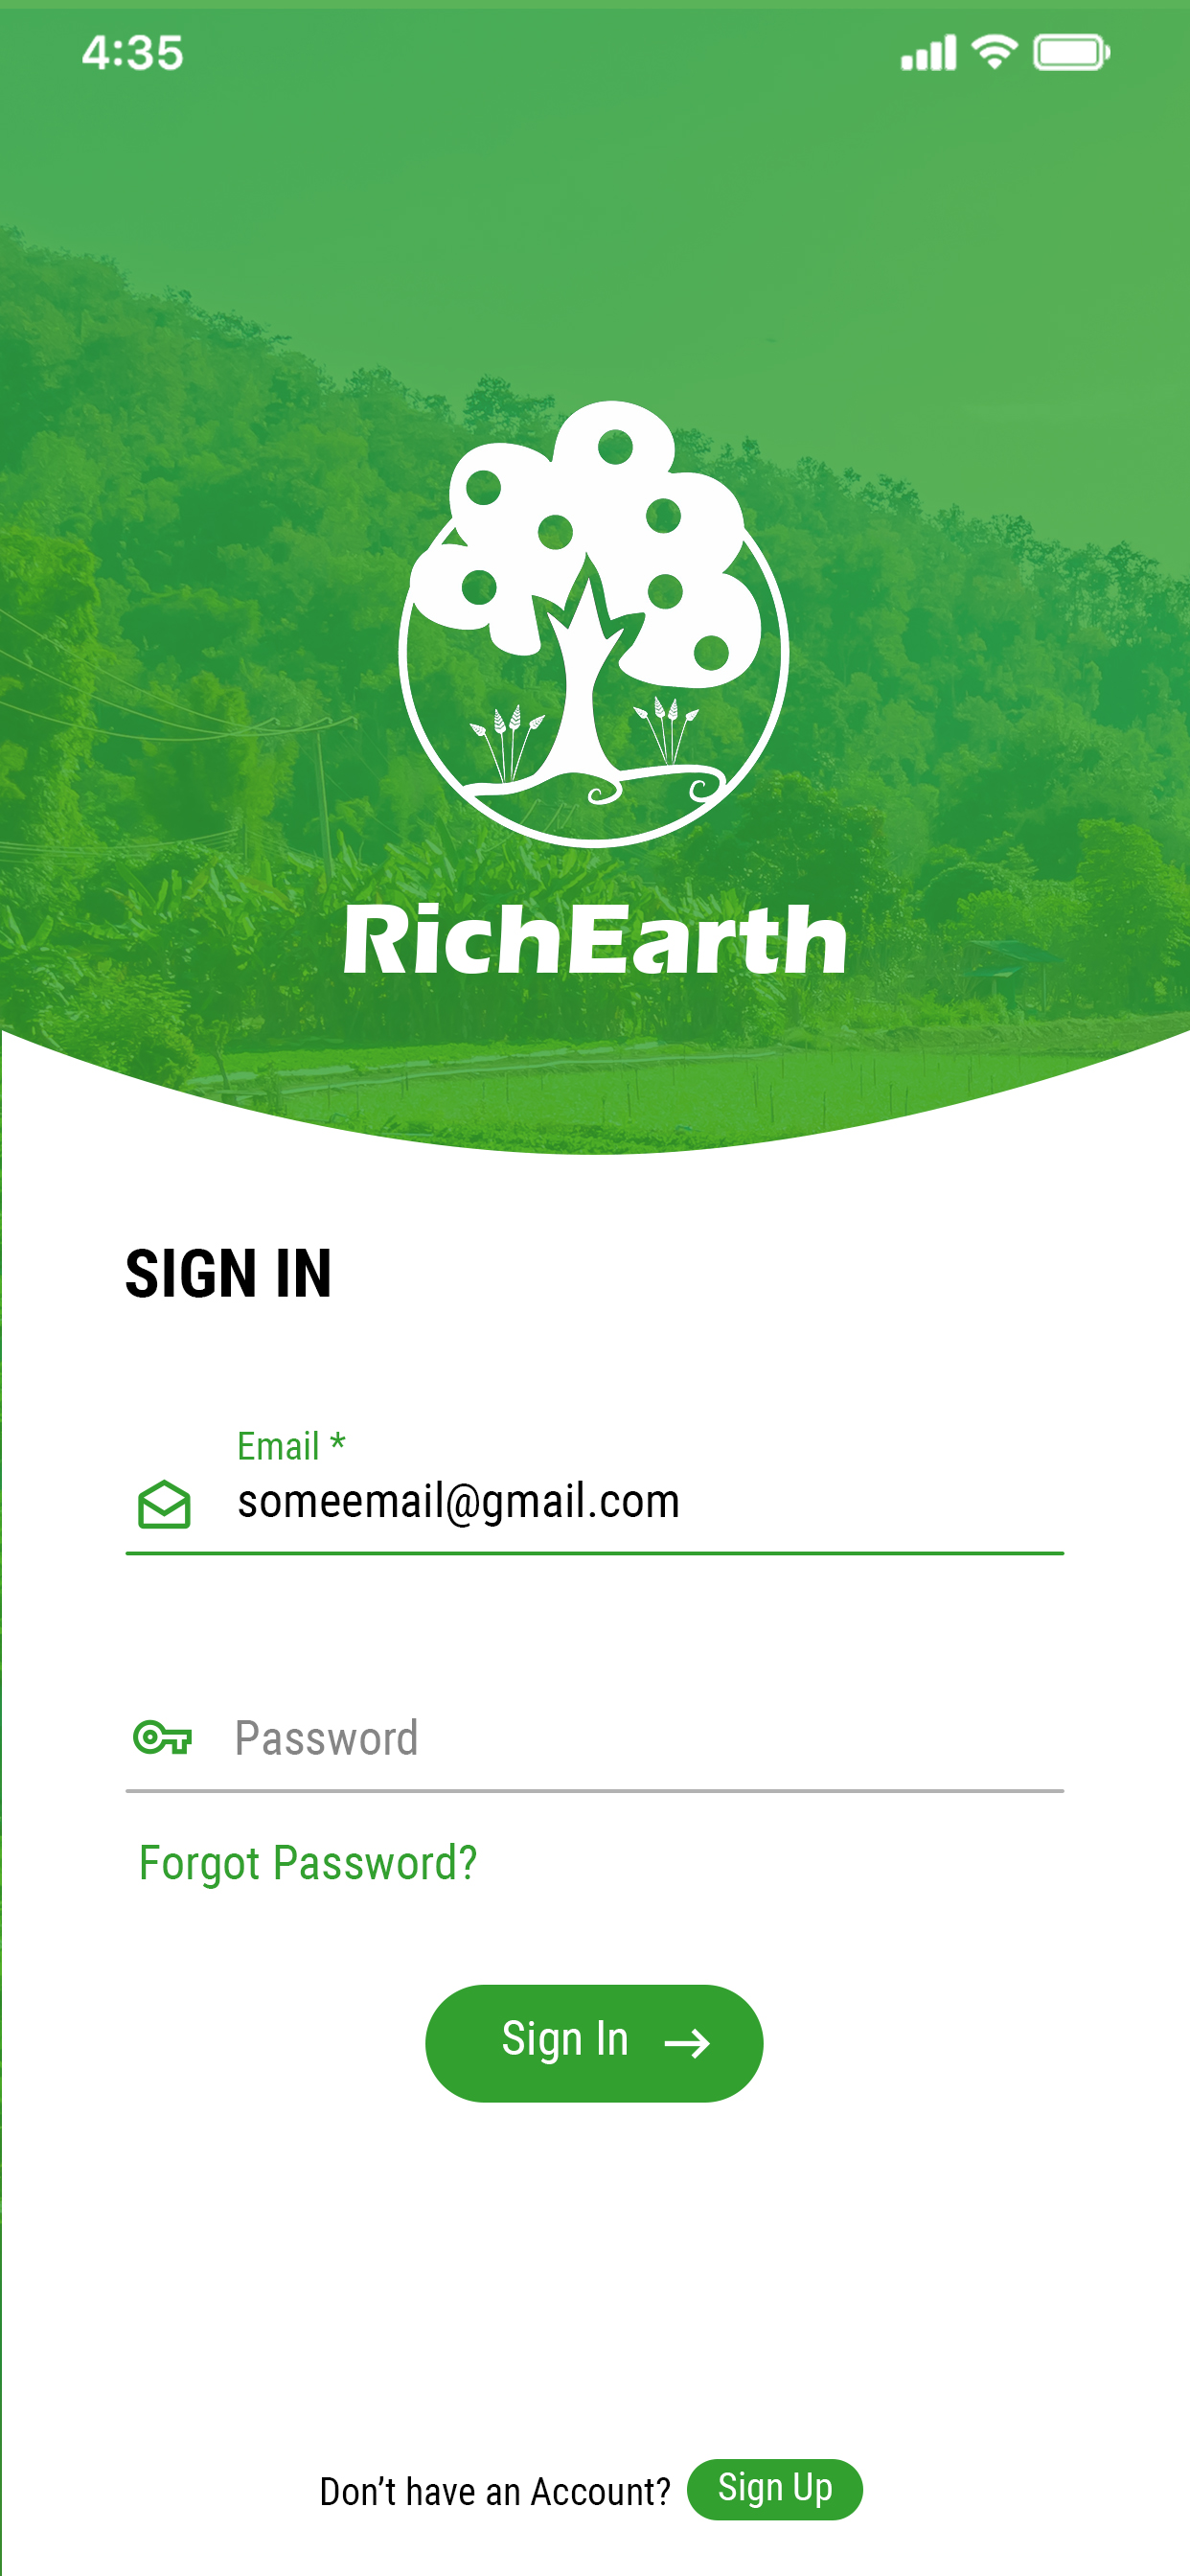 4:35
RichEarth
SIGN IN
Email *
someemail@gmail.com
Password
Forgot Password?
Sign In
Don’t have an Account? Sign Up